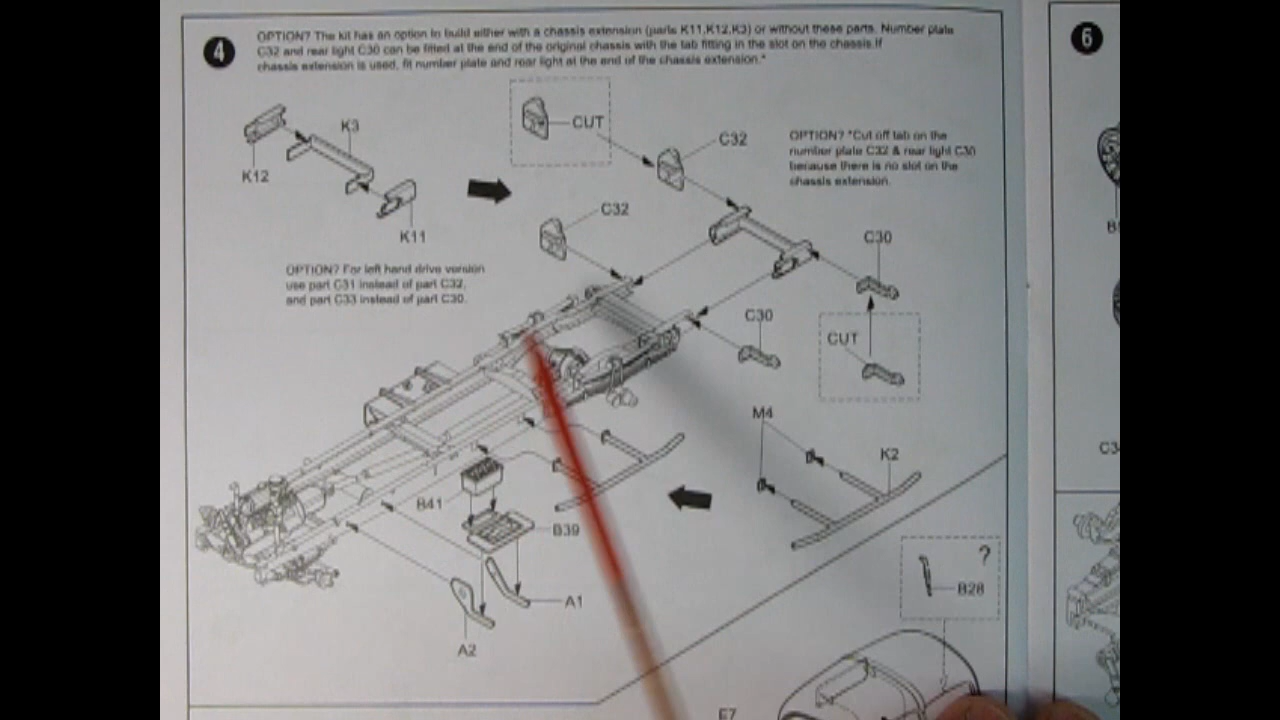 4
OPTION? The kit has an option to build either with a chassis extension (parts K11,K12,K3) or without these parts. Number plate
C32 and rear light C30 can be fitted at the end of the original chassis with the tab fitting in the slot on the chassis.If
chassis extension is used, fit number plate and rear light at the end of the chassis extension.*
6
K3
K12
K11
CUT
C32
OPTION? *Cut off tab on the
number plate C32 & rear light C30
because there is no slot on the
chassis extension.
C32
C30
OPTION? For left hand drive version
use part C31 instead of part C32,
and part C33 instead of part C30.
C30
CUT
M4
K2
B41
B39
A1
A2
?
B28
E7